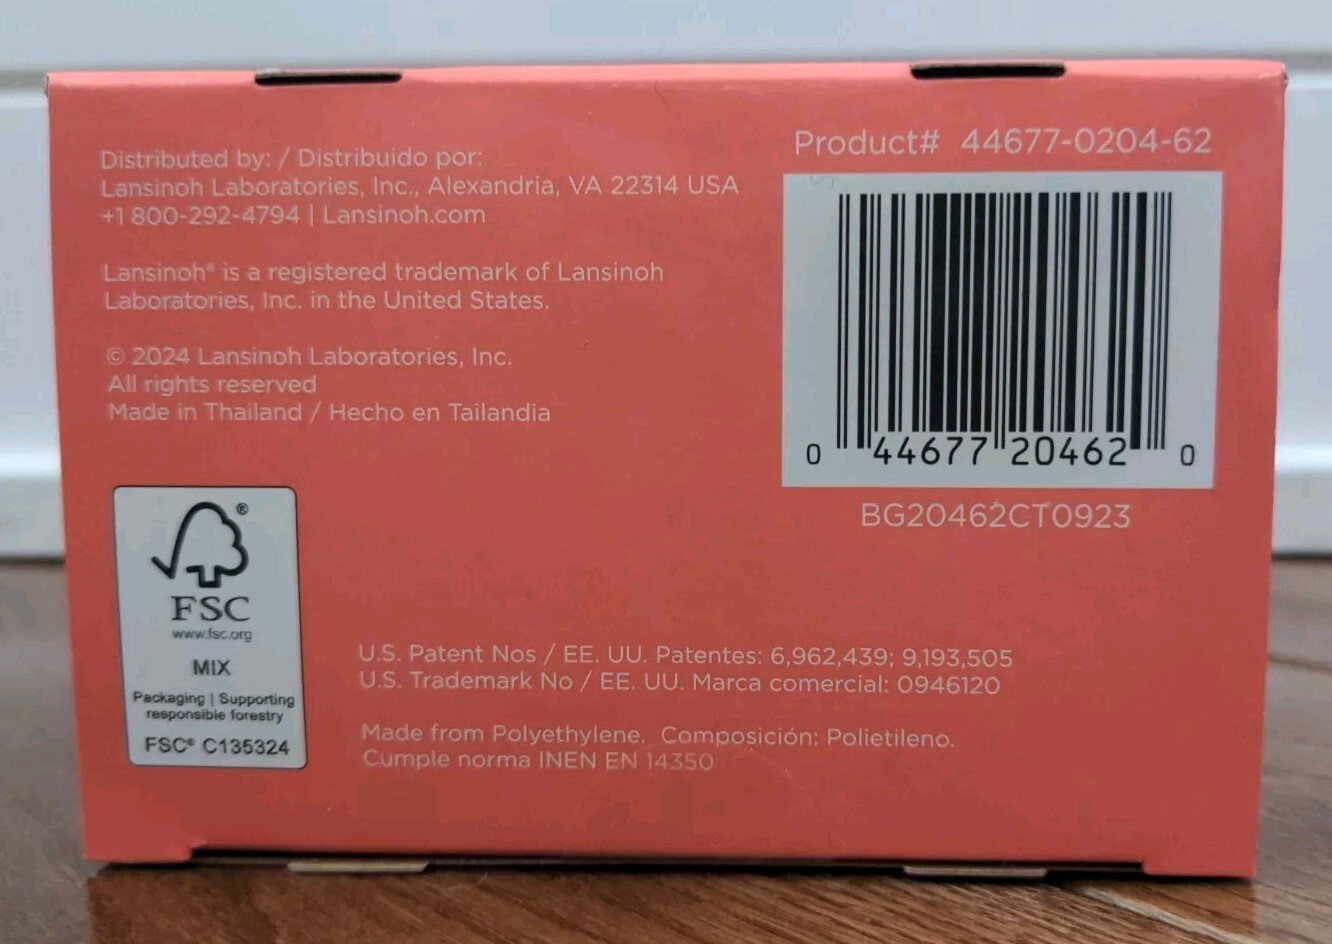 Distributed by: / Distribuido por:
Lansinoh Laboratories, Inc., Alexandria, VA 22314 USA
+1 800-292-4794 | Lansinoh.com
Lansinoh® is a registered trademark of Lansinoh
Laboratories, Inc. in the United States.
© 2024 Lansinoh Laboratories, Inc.
All rights reserved
Made in Thailand / Hecho en Tailandia
Product# 44677-0204-62
0 44677 20462 0
BG20462CT0923
®
FSC
www.fsc.org
MIX
Packaging | Supporting
responsible forestry
FSC® C135324
U.S. Patent Nos / EE. UU. Patentes: 6,962,439; 9,193,505
U.S. Trademark No / EE. UU. Marca comercial: 0946120
Made from Polyethylene. Composición: Polietileno.
Cumple norma INEN EN 14350